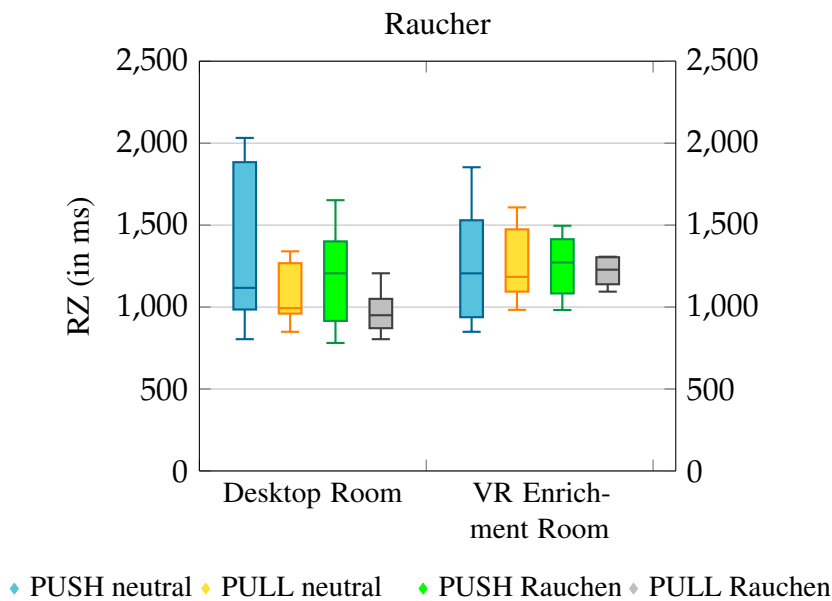 Raucher
2,500 2,500
2,000 2,000
1,500 1,500
RZ (in ms)
1,000 1,000
500 500
0 0
Desktop Room VR Enrich-
ment Room
PUSH neutral PULL neutral PUSH Rauchen PULL Rauchen